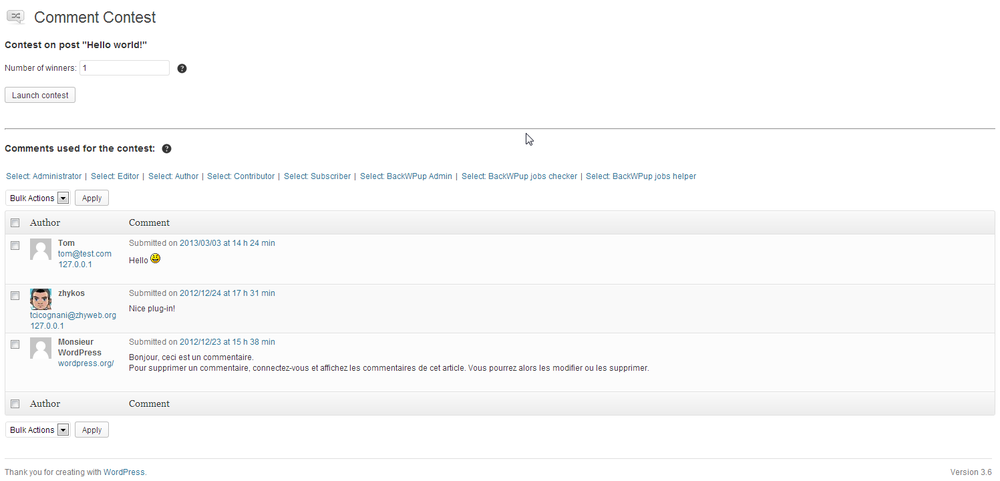 Comment Contest
Contest on post "Hello world!"
Number of winners: 1 ?
Launch contest
Comments used for the contest: ?
Select: Administrator | Select: Editor | Select: Author | Select: Contributor | Select: Subscriber | Select: BackWPup Admin | Select: BackWPup jobs checker | Select: BackWPup jobs helper
Bulk Actions Apply
Author Comment
Tom Submitted on 2013/03/03 at 14 h 24 min
tom@test.com
127.0.0.1 Hello
zhykos Submitted on 2012/12/24 at 17 h 31 min
Nice plug-in!
tcicognani@zhyweb.org
127.0.0.1
Monsieur Submitted on 2012/12/23 at 15 h 38 min
WordPress
wordpress.org/
Bonjour, ceci est un commentaire.
Pour supprimer un commentaire, connectez-vous et affichez les commentaires de cet article. Vous pourrez alors les modifier ou les supprimer.
Author Comment
Bulk Actions Apply
Thank you for creating with WordPress. Version 3.6